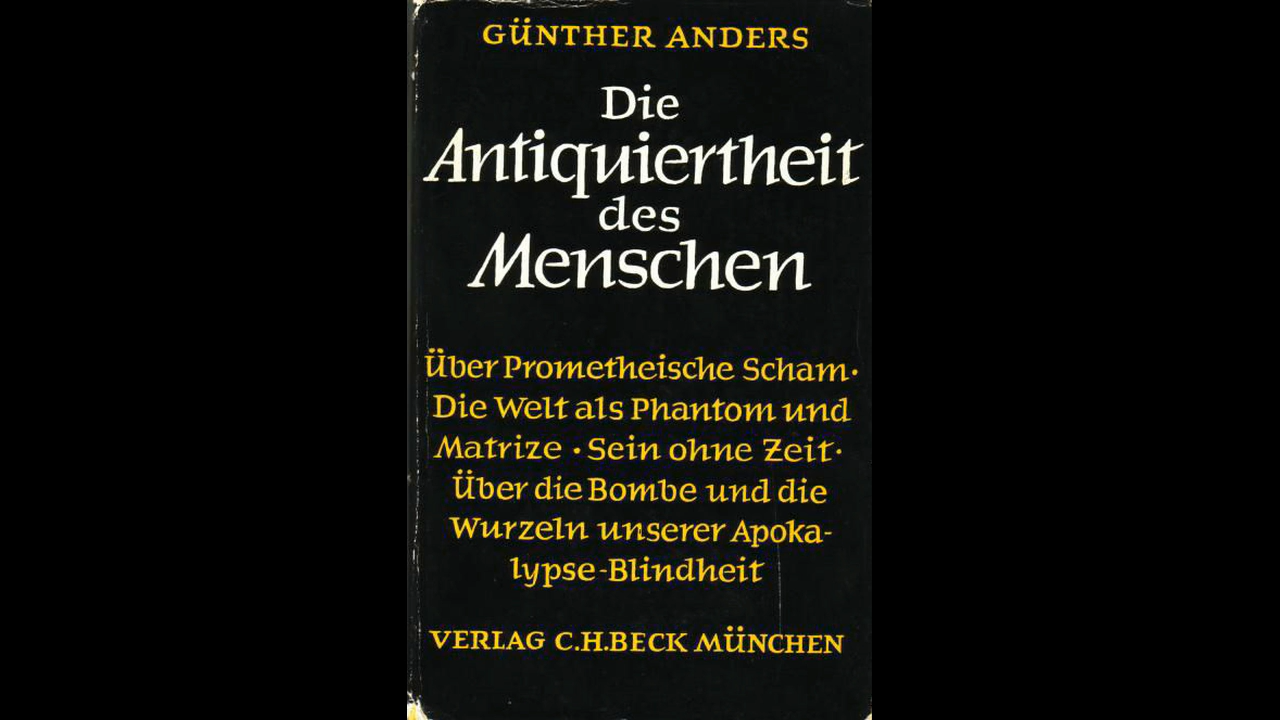 GÜNTHER ANDERS
Die
Antiquiertheit
des
Menschen
Über Prometheische Scham·
Die Welt als Phantom und
Matrize · Sein ohne Zeit·
Über die Bombe und die
Wurzeln unserer Apoka-
lypse-Blindheit
VERLAG C.H.BECK MÜNCHEN